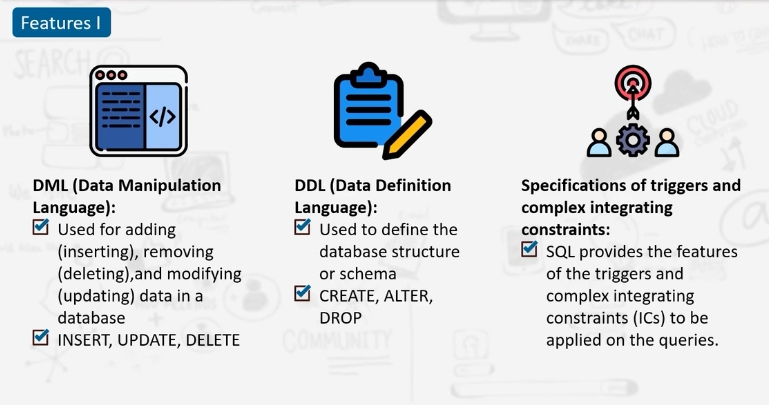 Features I
DML (Data Manipulation
Language):
Used for adding
(inserting), removing
(deleting),and modifying
(updating) data in a
database
INSERT, UPDATE, DELETE
DDL (Data Definition
Language):
Used to define the
database structure
or schema
CREATE, ALTER,
DROP
Specifications of triggers and
complex integrating
constraints:
SQL provides the features
of the triggers and
complex integrating
constraints (ICs) to be
applied on the queries.